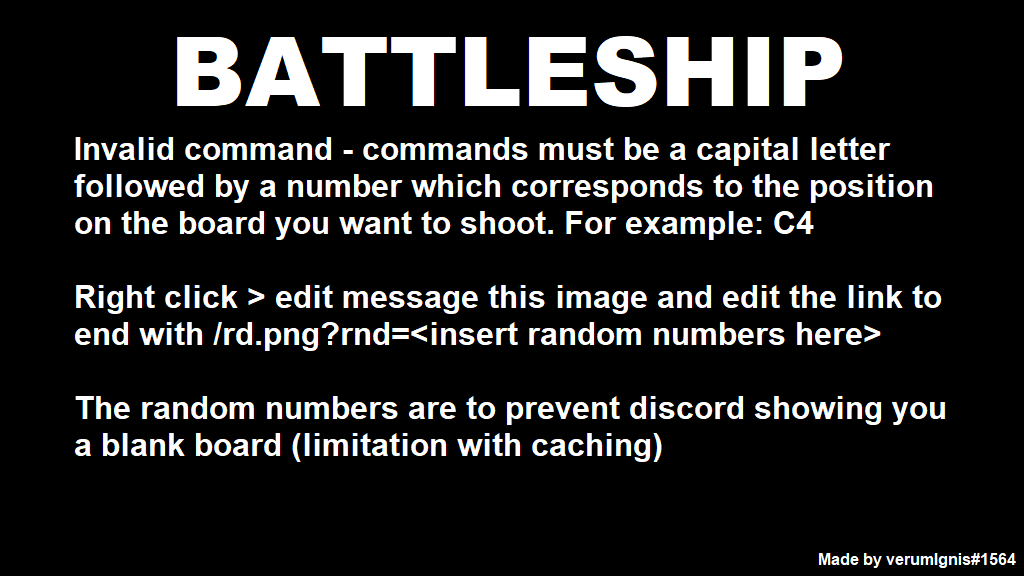 BATTLESHIP
Invalid command - commands must be a capital letter
followed by a number which corresponds to the position
on the board you want to shoot. For example: C4
Right click > edit message this image and edit the link to
end with /rd.png?rnd=<insert random numbers here>
The random numbers are to prevent discord showing you
a blank board (limitation with caching)
Made by verumIgnis#1564